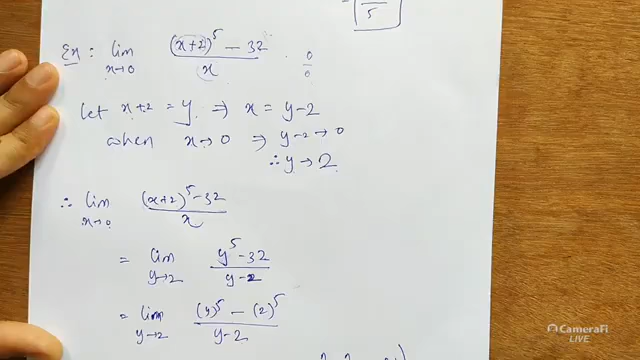 5
Ex: lim x→0 ((x+2)^5 − 32)/x . 0/0
Let x+2 = y. ⇒ x = y−2
when x→0 ⇒ y−2→0
∴ y→2
∴ lim x→0 ((x+2)^5 − 32)/x
= lim y→2 (y^5 − 32)/(y−2)
= lim y→2 ((y)^5 − (2)^5)/(y−2)
CameraFi
LIVE